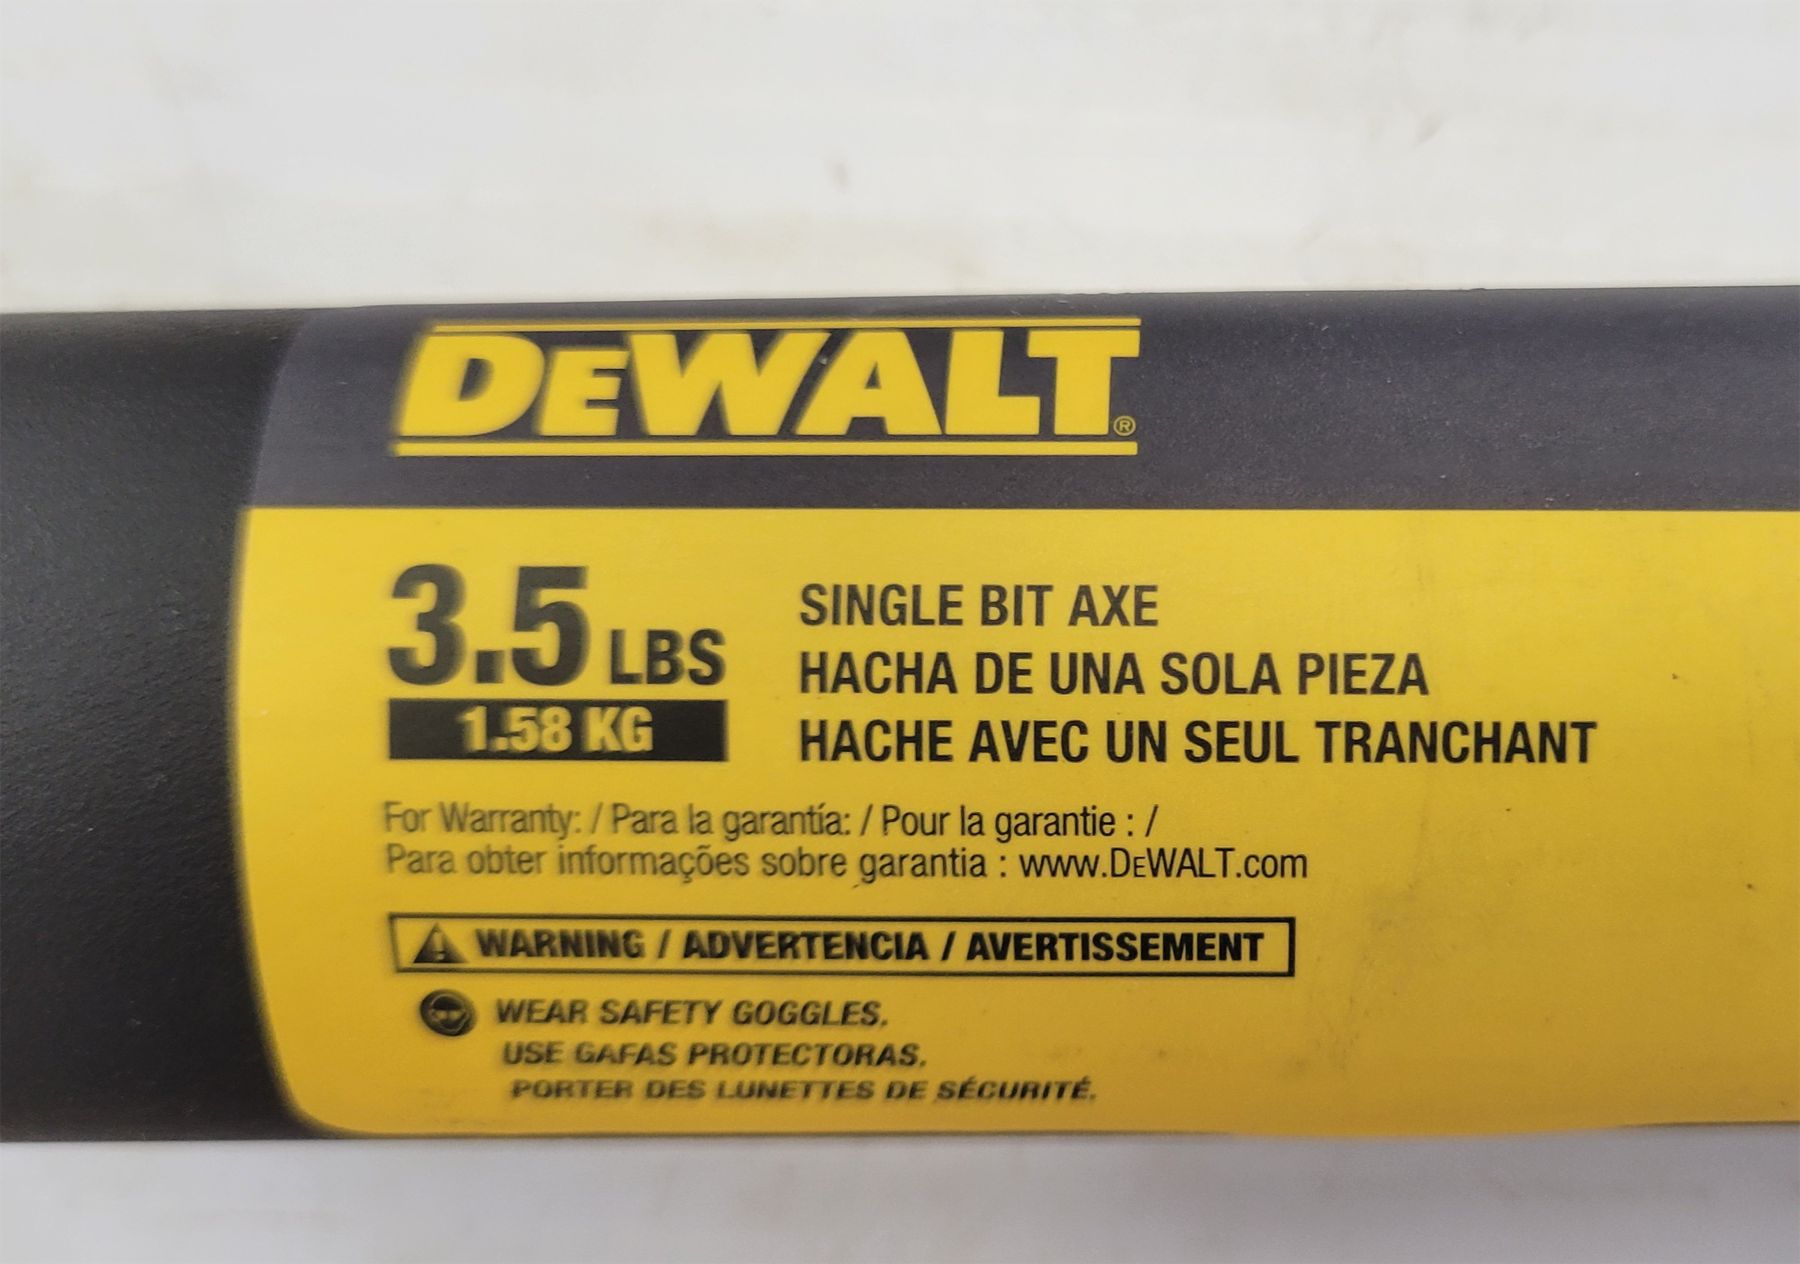 DEWALT®
3.5 LBS
1.58 KG
SINGLE BIT AXE
HACHA DE UNA SOLA PIEZA
HACHE AVEC UN SEUL TRANCHANT
For Warranty: / Para la garantía: / Pour la garantie : /
Para obter informações sobre garantia : www.DEWALT.com
WARNING / ADVERTENCIA / AVERTISSEMENT
WEAR SAFETY GOGGLES.
USE GAFAS PROTECTORAS.
PORTER DES LUNETTES DE SÉCURITÉ.